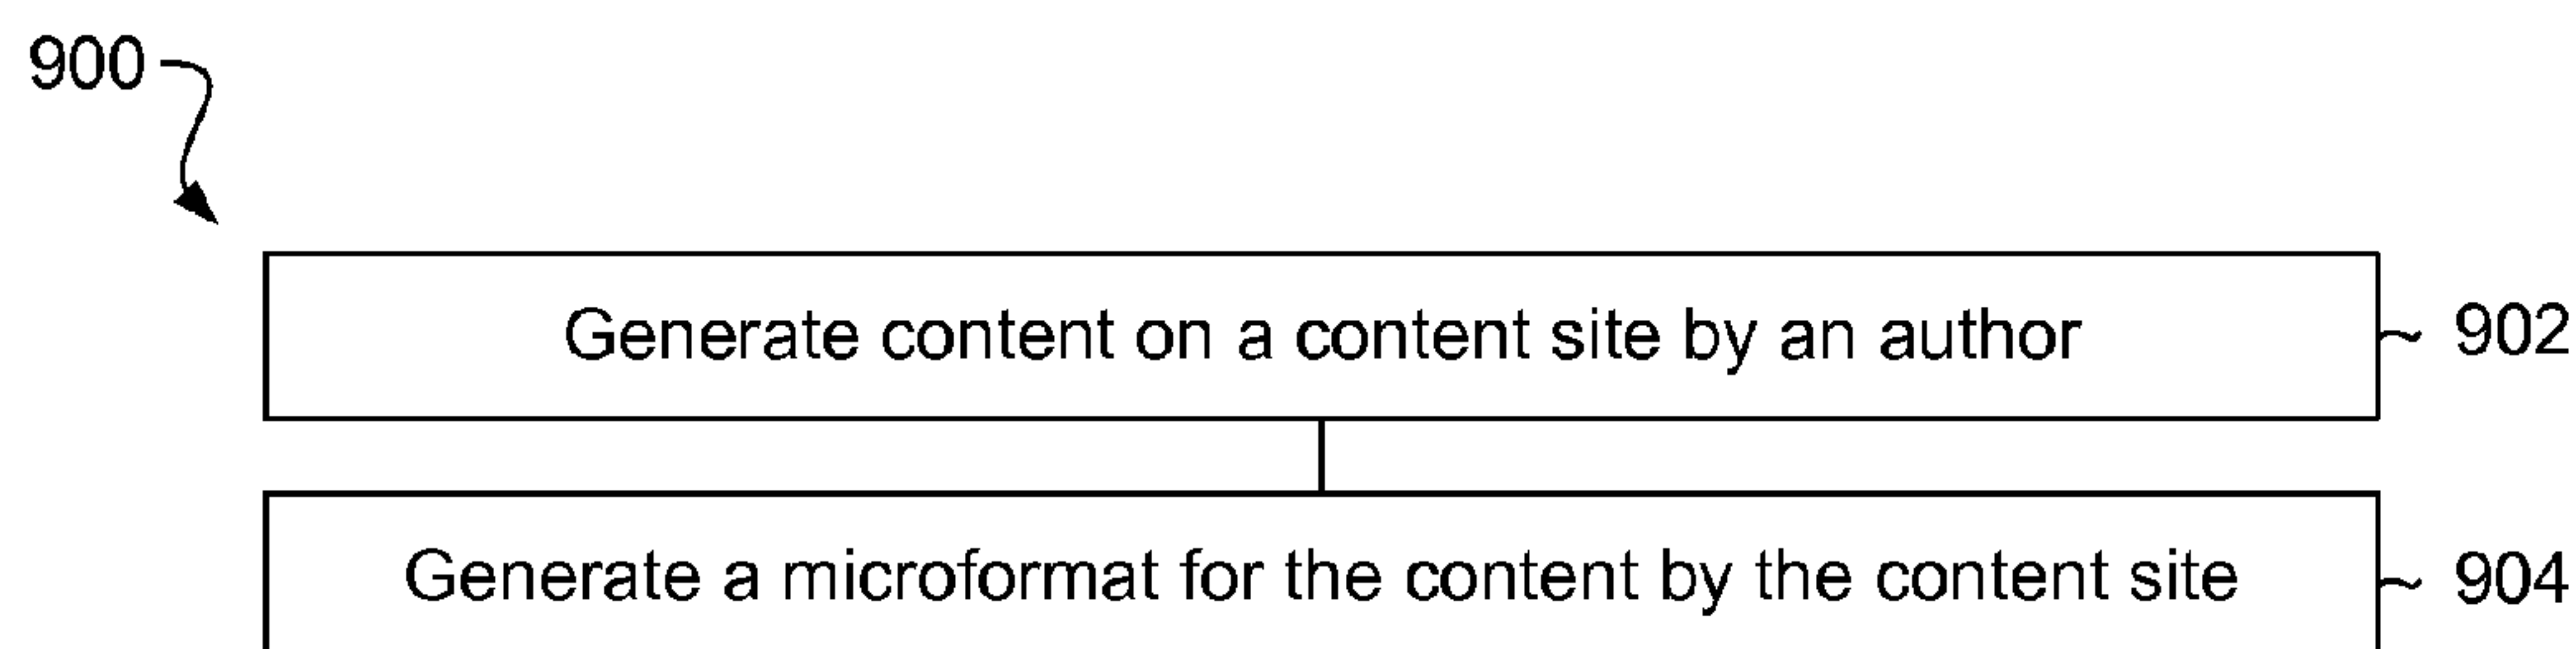 900
Generate content on a content site by an author
902
Generate a microformat for the content by the content site
904